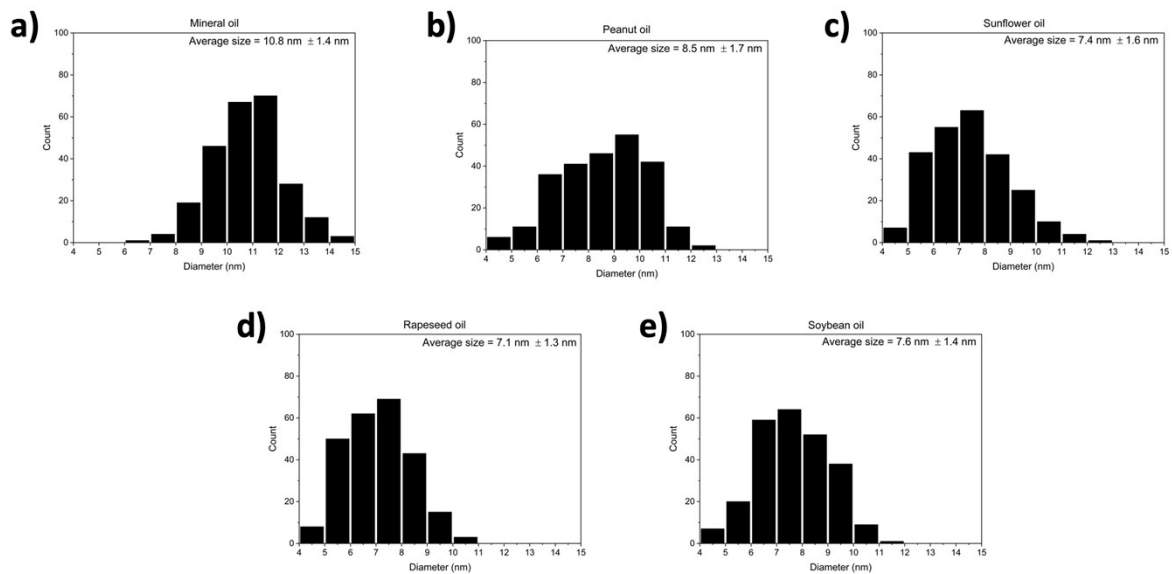 a)
Mineral oil
Average size = 10.8 nm ± 1.4 nm
100
80
60
40
20
0
Count
4 5 6 7 8 9 10 11 12 13 14 15
Diameter (nm)
b)
Peanut oil
Average size = 8.5 nm ± 1.7 nm
100
80
60
40
20
0
Count
4 5 6 7 8 9 10 11 12 13 14 15
Diameter (nm)
c)
Sunflower oil
Average size = 7.4 nm ± 1.6 nm
100
80
60
40
20
0
Count
4 5 6 7 8 9 10 11 12 13 14 15
Diameter (nm)
d)
Rapeseed oil
Average size = 7.1 nm ± 1.3 nm
100
80
60
40
20
0
Count
4 5 6 7 8 9 10 11 12 13 14 15
Diameter (nm)
e)
Soybean oil
Average size = 7.6 nm ± 1.4 nm
100
80
60
40
20
0
Count
4 5 6 7 8 9 10 11 12 13 14 15
Diameter (nm)